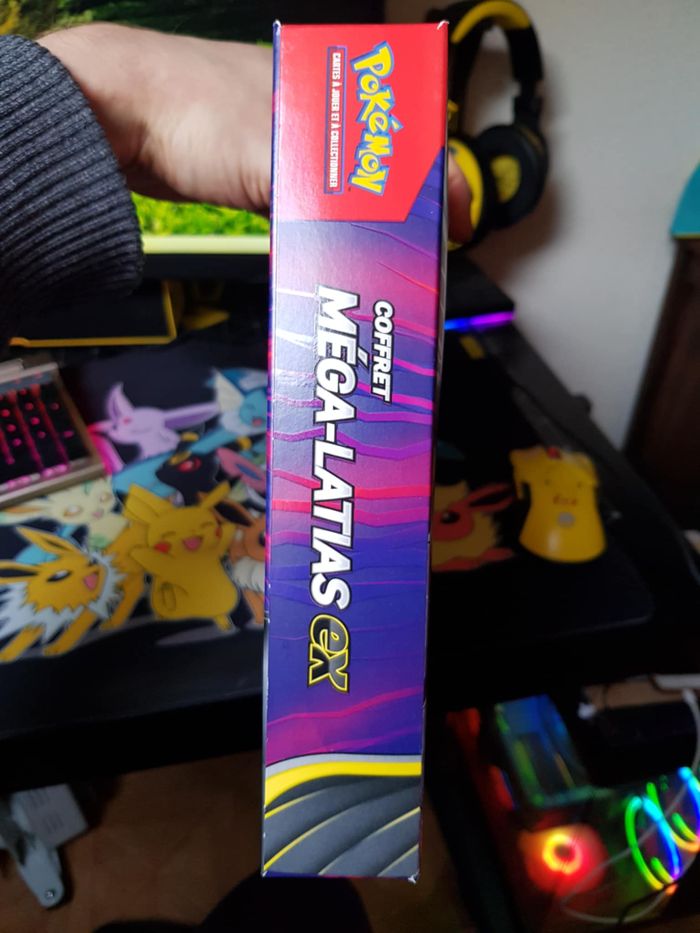 Pokémon
CARTES À JOUER ET À COLLECTIONNER
COFFRET
MÉGA-LATIAS ex